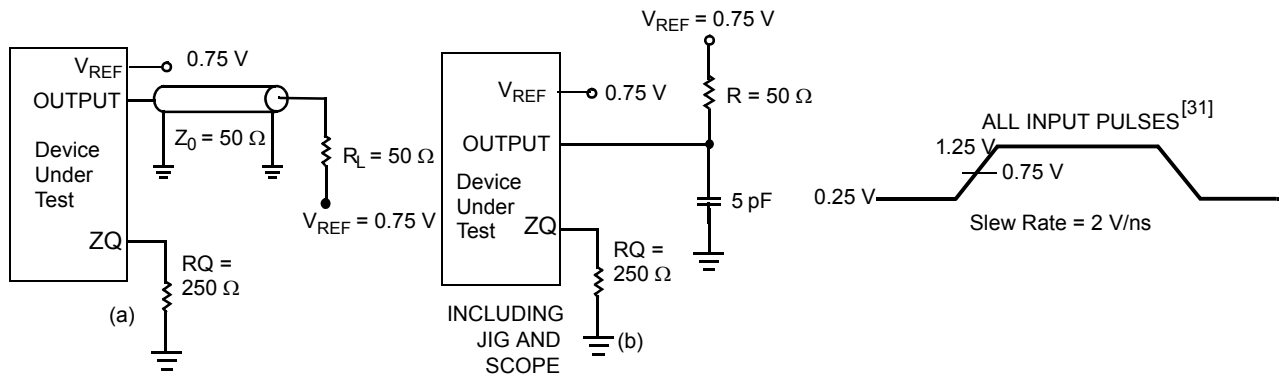 V_REF 0.75 V
OUTPUT
Device
Under
Test
Z_0 = 50 Ω
R_L = 50 Ω
V_REF = 0.75 V
ZQ
RQ =
250 Ω
(a)
V_REF = 0.75 V
R = 50 Ω
V_REF 0.75 V
OUTPUT
Device
Under
Test
5 pF
ZQ
RQ =
250 Ω
INCLUDING
JIG AND
SCOPE
(b)
ALL INPUT PULSES[31]
1.25 V
0.75 V
0.25 V
Slew Rate = 2 V/ns